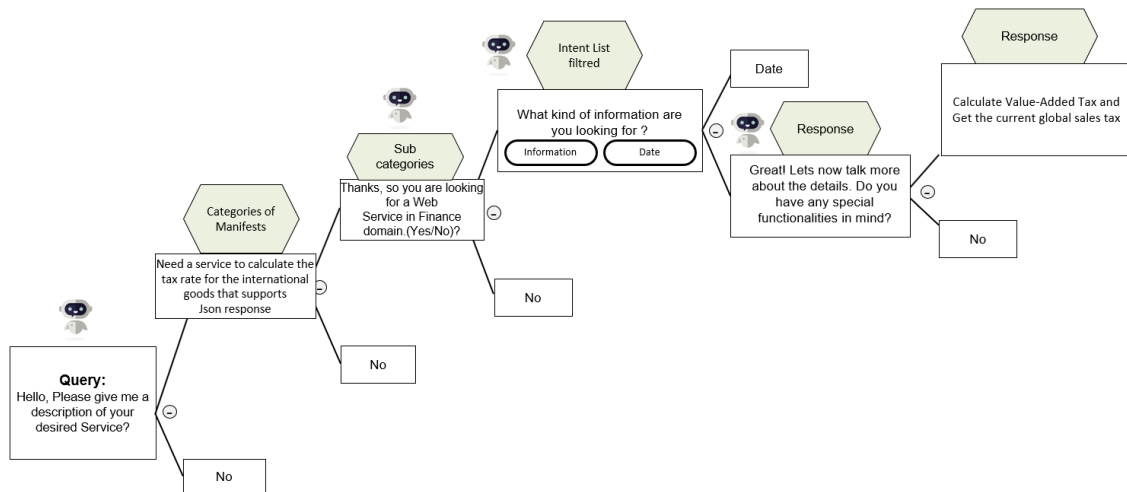 Query:
Hello, Please give me a
description of your
desired Service?
No
Categories of
Manifests
Need a service to calculate the
tax rate for the international
goods that supports
Json response
No
Sub
categories
Thanks, so you are looking
for a Web
Service in Finance
domain.(Yes/No)?
No
Intent List
filtred
What kind of information are
you looking for ?
Information
Date
Date
Response
Great! Lets now talk more
about the details. Do you
have any special
functionalities in mind?
Response
Calculate Value-Added Tax and
Get the current global sales tax
No